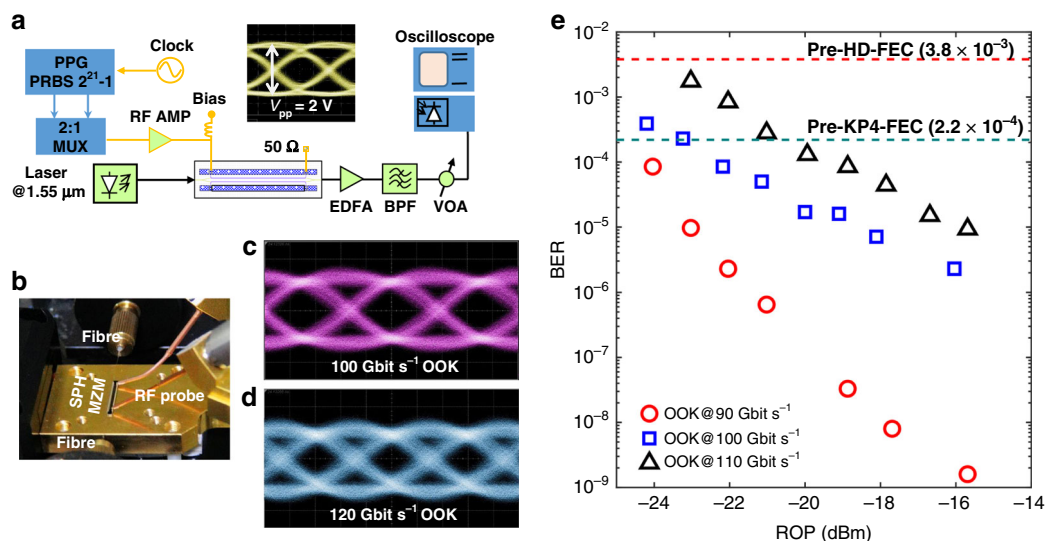 a
PPG
PRBS 2²¹-1
Clock
2:1
MUX
RF AMP
Bias
Vpp = 2 V
Oscilloscope
50 Ω
Laser
@1.55 μm
EDFA
BPF
VOA
b
Fibre
SPH
MZM
RF probe
Fibre
c
100 Gbit s⁻¹ OOK
d
120 Gbit s⁻¹ OOK
e
10⁻²
10⁻³
10⁻⁴
10⁻⁵
10⁻⁶
10⁻⁷
10⁻⁸
10⁻⁹
BER
Pre-HD-FEC (3.8 × 10⁻³)
Pre-KP4-FEC (2.2 × 10⁻⁴)
OOK@90 Gbit s⁻¹
OOK@100 Gbit s⁻¹
OOK@110 Gbit s⁻¹
−24 −22 −20 −18 −16 −14
ROP (dBm)